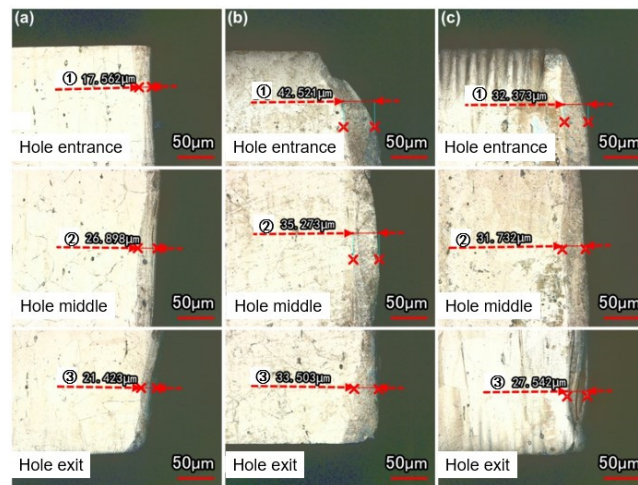 (a)
① 17.562μm
50μm
Hole entrance
② 26.898μm
Hole middle
50μm
③ 21.423μm
50μm
Hole exit
(b)
① 42.521μm
50μm
Hole entrance
② 35.273μm
Hole middle
50μm
③ 33.503μm
50μm
Hole exit
(c)
① 32.373μm
50μm
Hole entrance
② 31.732μm
Hole middle
50μm
③ 27.542μm
50μm
Hole exit